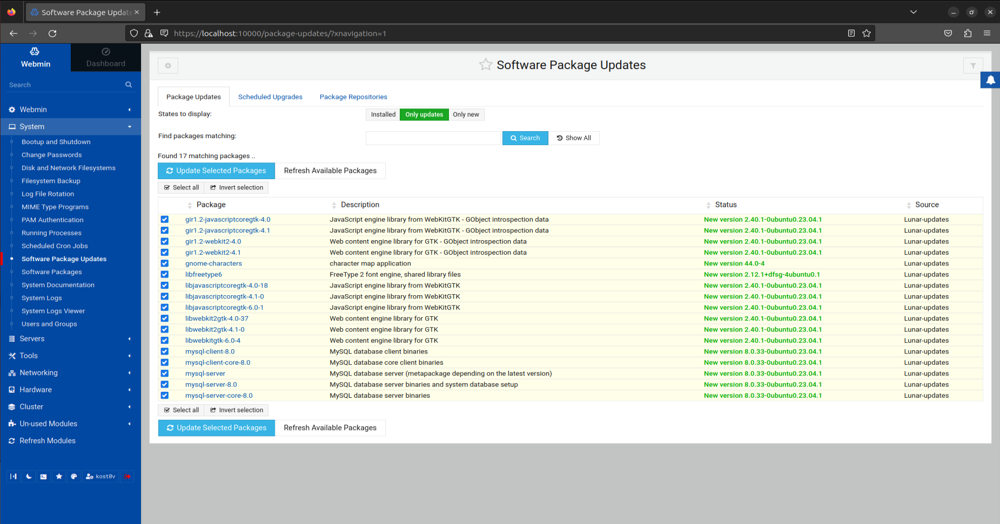 Software Package Update
https://localhost:10000/package-updates/?xnavigation=1
Webmin
Dashboard
Search
Webmin
System
Bootup and Shutdown
Change Passwords
Disk and Network Filesystems
Filesystem Backup
Log File Rotation
MIME Type Programs
PAM Authentication
Running Processes
Scheduled Cron Jobs
Software Package Updates
Software Packages
System Documentation
System Logs
System Logs Viewer
Users and Groups
Servers
Tools
Networking
Hardware
Cluster
Un-used Modules
Refresh Modules
kost0v
Software Package Updates
Package Updates Scheduled Upgrades Package Repositories
States to display: Installed Only updates Only new
Find packages matching: Search Show All
Found 17 matching packages ..
Update Selected Packages Refresh Available Packages
Select all Invert selection
Package Description Status Source
gir1.2-javascriptcoregtk-4.0 JavaScript engine library from WebKitGTK - GObject introspection data New version 2.40.1-0ubuntu0.23.04.1 Lunar-updates
gir1.2-javascriptcoregtk-4.1 JavaScript engine library from WebKitGTK - GObject introspection data New version 2.40.1-0ubuntu0.23.04.1 Lunar-updates
gir1.2-webkit2-4.0 Web content engine library for GTK - GObject introspection data New version 2.40.1-0ubuntu0.23.04.1 Lunar-updates
gir1.2-webkit2-4.1 Web content engine library for GTK - GObject introspection data New version 2.40.1-0ubuntu0.23.04.1 Lunar-updates
gnome-characters character map application New version 44.0-4 Lunar-updates
libfreetype6 FreeType 2 font engine, shared library files New version 2.12.1+dfsg-4ubuntu0.1 Lunar-updates
libjavascriptcoregtk-4.0-18 JavaScript engine library from WebKitGTK New version 2.40.1-0ubuntu0.23.04.1 Lunar-updates
libjavascriptcoregtk-4.1-0 JavaScript engine library from WebKitGTK New version 2.40.1-0ubuntu0.23.04.1 Lunar-updates
libjavascriptcoregtk-6.0-1 JavaScript engine library from WebKitGTK New version 2.40.1-0ubuntu0.23.04.1 Lunar-updates
libwebkit2gtk-4.0-37 Web content engine library for GTK New version 2.40.1-0ubuntu0.23.04.1 Lunar-updates
libwebkit2gtk-4.1-0 Web content engine library for GTK New version 2.40.1-0ubuntu0.23.04.1 Lunar-updates
libwebkitgtk-6.0-4 Web content engine library for GTK New version 2.40.1-0ubuntu0.23.04.1 Lunar-updates
mysql-client-8.0 MySQL database client binaries New version 8.0.33-0ubuntu0.23.04.1 Lunar-updates
mysql-client-core-8.0 MySQL database core client binaries New version 8.0.33-0ubuntu0.23.04.1 Lunar-updates
mysql-server MySQL database server (metapackage depending on the latest version) New version 8.0.33-0ubuntu0.23.04.1 Lunar-updates
mysql-server-8.0 MySQL database server binaries and system database setup New version 8.0.33-0ubuntu0.23.04.1 Lunar-updates
mysql-server-core-8.0 MySQL database server binaries New version 8.0.33-0ubuntu0.23.04.1 Lunar-updates
Select all Invert selection
Update Selected Packages Refresh Available Packages